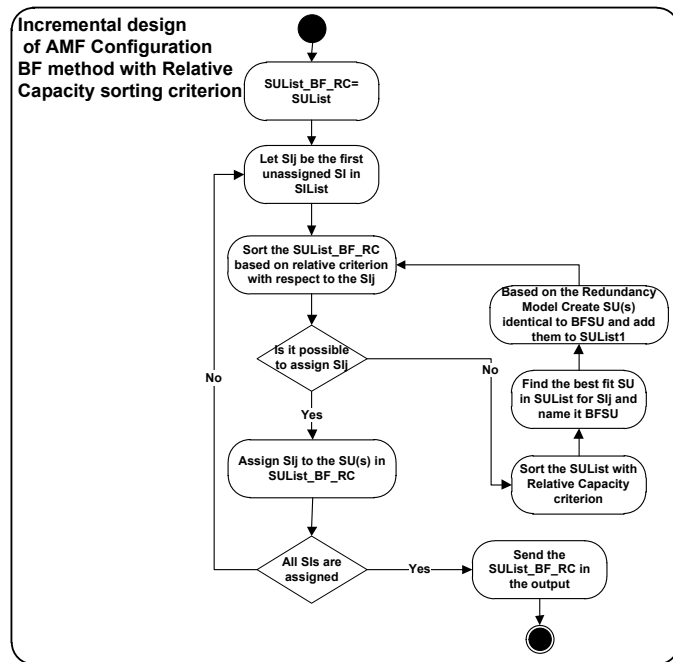 Incremental design
of AMF Configuration
BF method with Relative
Capacity sorting criterion
SUList_BF_RC=
SUList
Let SIj be the first
unassigned SI in
SIList
Sort the SUList_BF_RC
based on relative criterion
with respect to the SIj
Is it possible
to assign SIj
No
Yes
Assign SIj to the SU(s) in
SUList_BF_RC
All SIs are
assigned
No
Yes
Send the
SUList_BF_RC in
the output
Based on the Redundancy
Model Create SU(s)
identical to BFSU and add
them to SUList1
Find the best fit SU
in SUList for SIj and
name it BFSU
Sort the SUList with
Relative Capacity
criterion